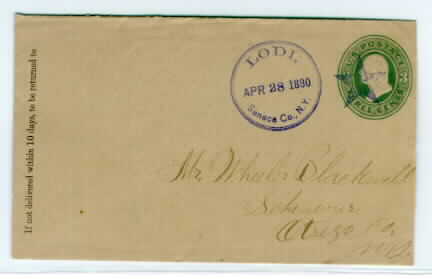 If not delivered within 10 days, to be returned to
LODI,
APR 28 1890
Seneca Co., N.Y.
U.S. POSTAGE
THREE CENTS
Mr Wheeler Blackwell
Otsego Co,
N.Y.